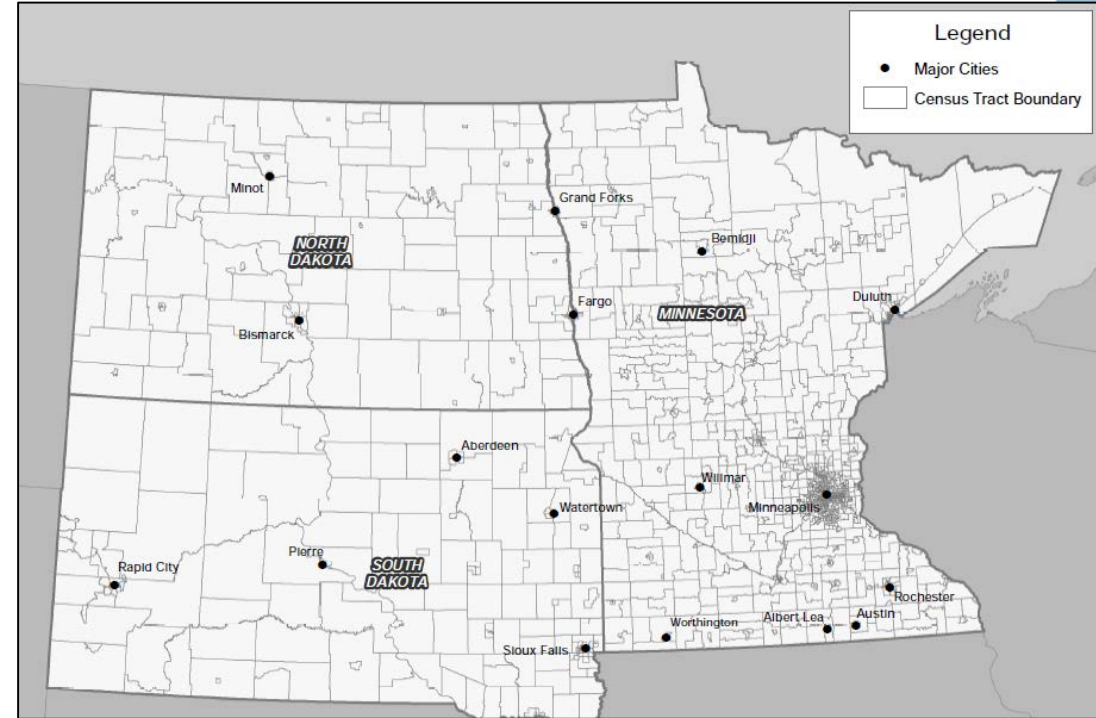 Legend
Major Cities
Census Tract Boundary
Minot
Grand Forks
NORTH
DAKOTA
Bemidji
Duluth
Fargo
MINNESOTA
Bismarck
Aberdeen
Willmar
Watertown
Minneapolis
Pierre
SOUTH
DAKOTA
Rapid City
Rochester
Albert Lea
Austin
Worthington
Sioux Falls